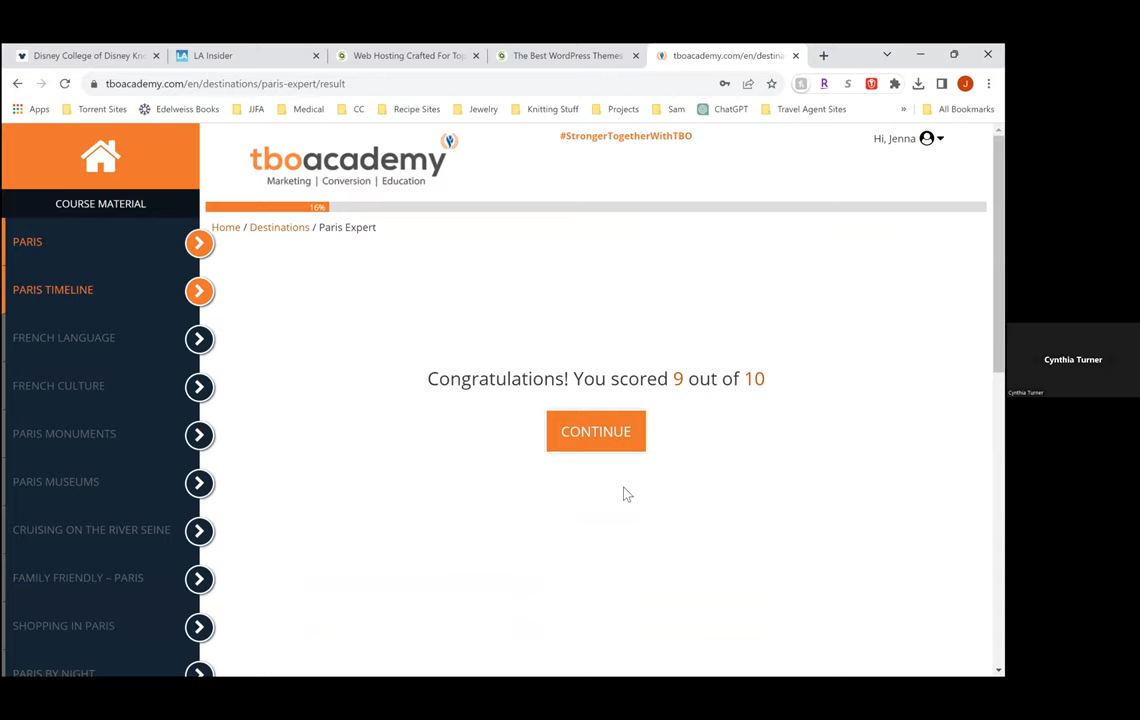 Disney College of Disney Kno
LA Insider
Web Hosting Crafted For Top
The Best WordPress Themes
tboacademy.com/en/destina
tboacademy.com/en/destinations/paris-expert/result
Apps
Torrent Sites
Edelweiss Books
JJFA
Medical
CC
Recipe Sites
Jewelry
Knitting Stuff
Projects
Sam
ChatGPT
Travel Agent Sites
»
All Bookmarks
#StrongerTogetherWithTBO
Hi, Jenna
tboacademy
Marketing | Conversion | Education
COURSE MATERIAL
16%
Home / Destinations / Paris Expert
PARIS
PARIS TIMELINE
FRENCH LANGUAGE
FRENCH CULTURE
PARIS MONUMENTS
PARIS MUSEUMS
CRUISING ON THE RIVER SEINE
FAMILY FRIENDLY – PARIS
SHOPPING IN PARIS
PARIS BY NIGHT
Congratulations! You scored 9 out of 10
CONTINUE
Cynthia Turner
Cynthia Turner